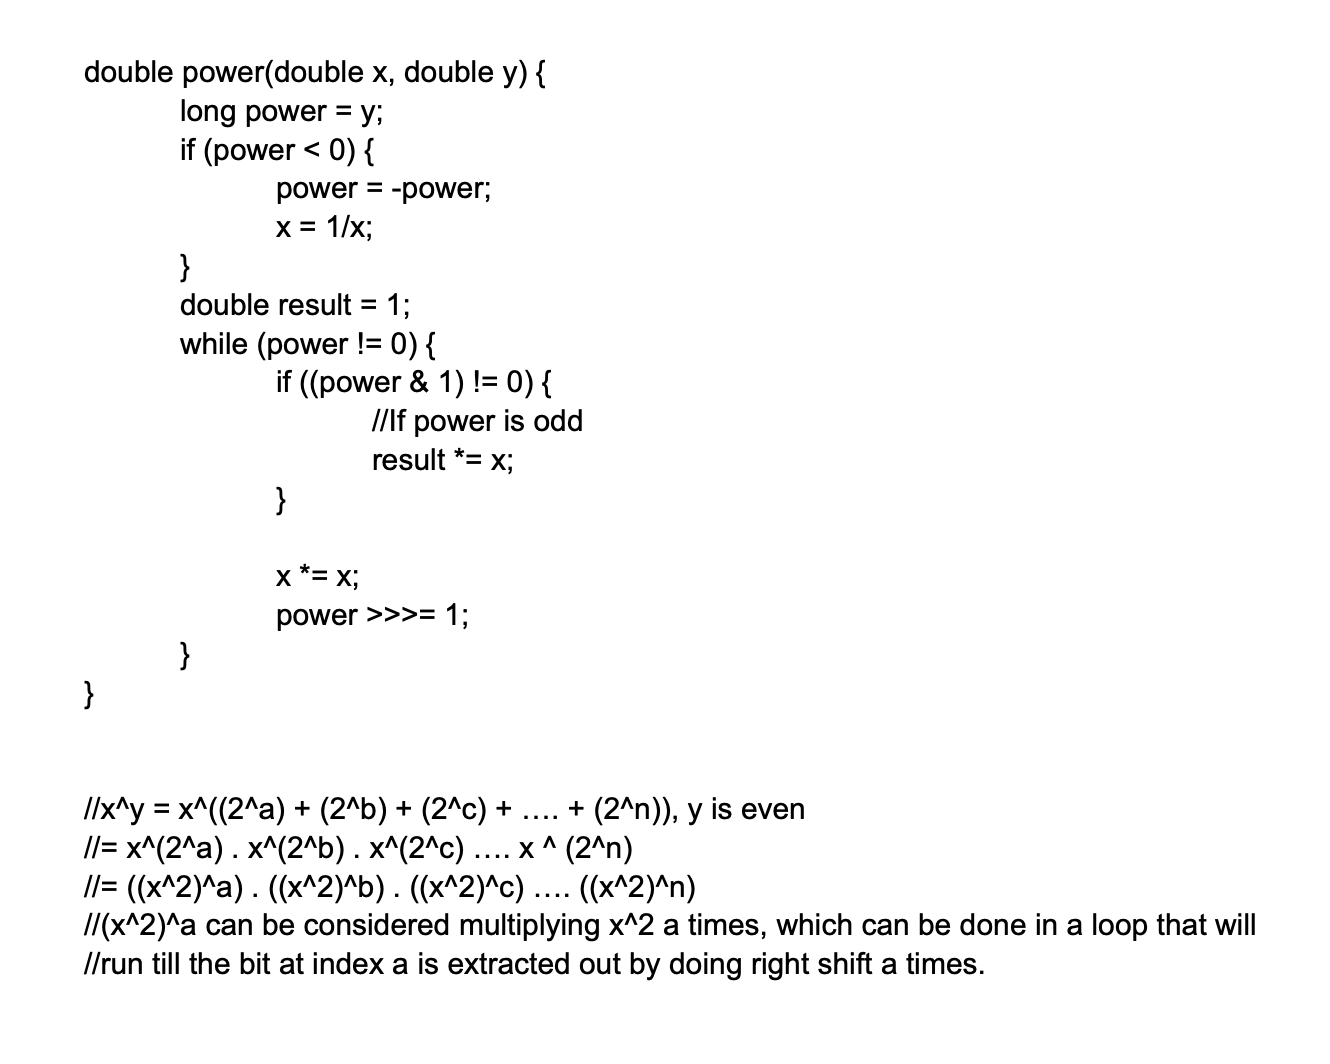 double power(double x, double y) {
long power = y;
if (power < 0) {
power = -power;
x = 1/x;
}
double result = 1;
while (power != 0) {
if ((power & 1) != 0) {
//If power is odd
result *= x;
}
x *= x;
power >>>= 1;
}
}
//x^y = x^((2^a) + (2^b) + (2^c) + .... + (2^n)), y is even
//= x^(2^a) . x^(2^b) . x^(2^c) .... x ^ (2^n)
//= ((x^2)^a) . ((x^2)^b) . ((x^2)^c) .... ((x^2)^n)
//(x^2)^a can be considered multiplying x^2 a times, which can be done in a loop that will
//run till the bit at index a is extracted out by doing right shift a times.